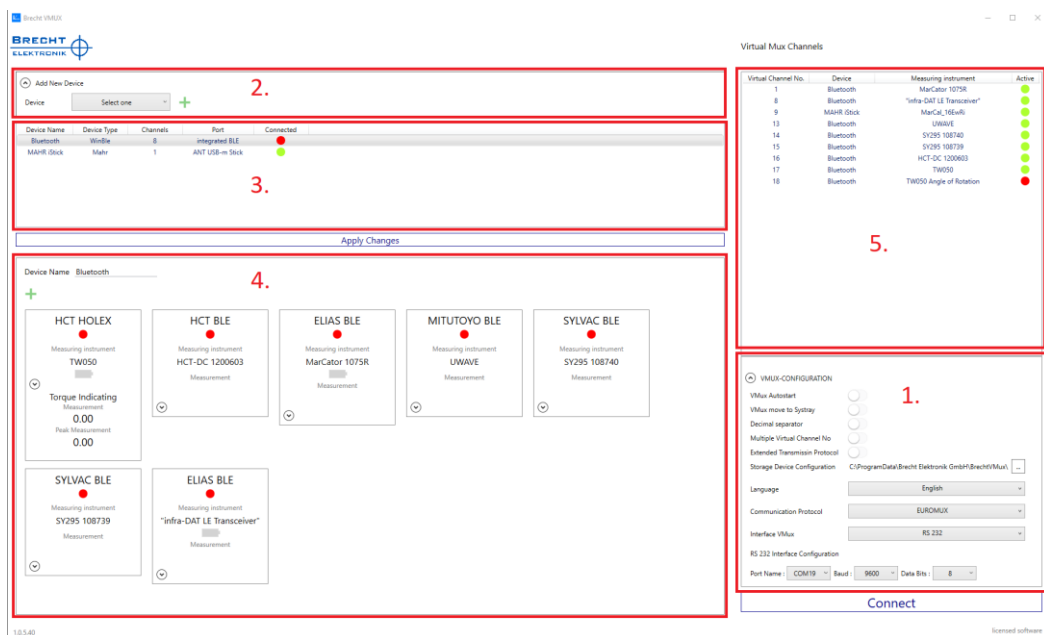 Brecht VMUX
BRECHT
ELEKTRONIK
Add New Device
2.
Device Select one
Device Name Device Type Channels Port Connected
Bluetooth WinBle 8 integrated BLE
MAHR iStick Mahr 1 ANT USB-m Stick
3.
Apply Changes
Device Name Bluetooth
4.
HCT HOLEX
Measuring instrument
TW050
Torque Indicating
Measurement
0.00
Peak Measurement
0.00
HCT BLE
Measuring instrument
HCT-DC 1200603
Measurement
ELIAS BLE
Measuring instrument
MarCator 1075R
Measurement
MITUTOYO BLE
Measuring instrument
UWAVE
Measurement
SYLVAC BLE
Measuring instrument
SY295 108740
Measurement
SYLVAC BLE
Measuring instrument
SY295 108739
Measurement
ELIAS BLE
Measuring instrument
"infra-DAT LE Transceiver"
Measurement
1.0.5.40
Virtual Mux Channels
Virtual Channel No. Device Measuring instrument Active
1 Bluetooth MarCator 1075R
8 Bluetooth "infra-DAT LE Transceiver"
9 MAHR iStick MarCal_16EwRi
13 Bluetooth UWAVE
14 Bluetooth SY295 108740
15 Bluetooth SY295 108739
16 Bluetooth HCT-DC 1200603
17 Bluetooth TW050
18 Bluetooth TW050 Angle of Rotation
5.
VMUX-CONFIGURATION
1.
VMux Autostart
VMux move to Systray
Decimal separator
Multiple Virtual Channel No
Extended Transmissin Protocol
Storage Device Configuration C:\ProgramData\Brecht Elektronik GmbH\BrechtVMux\ ...
Language English
Communication Protocol EUROMUX
Interface VMux RS 232
RS 232 Interface Configuration
Port Name : COM19 Baud : 9600 Data Bits : 8
Connect
licensed software